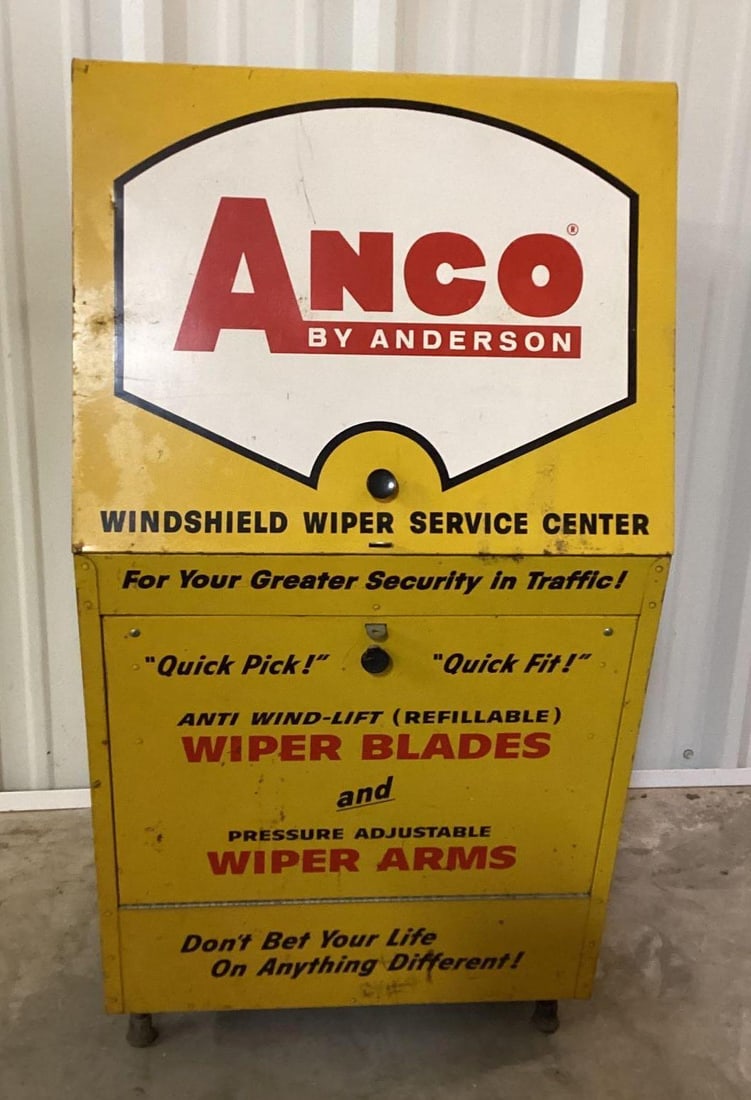 ANCO®
BY ANDERSON
WINDSHIELD WIPER SERVICE CENTER
For Your Greater Security in Traffic!
"Quick Pick!" "Quick Fit!"
ANTI WIND-LIFT (REFILLABLE)
WIPER BLADES
and
PRESSURE ADJUSTABLE
WIPER ARMS
Don't Bet Your Life
On Anything Different!